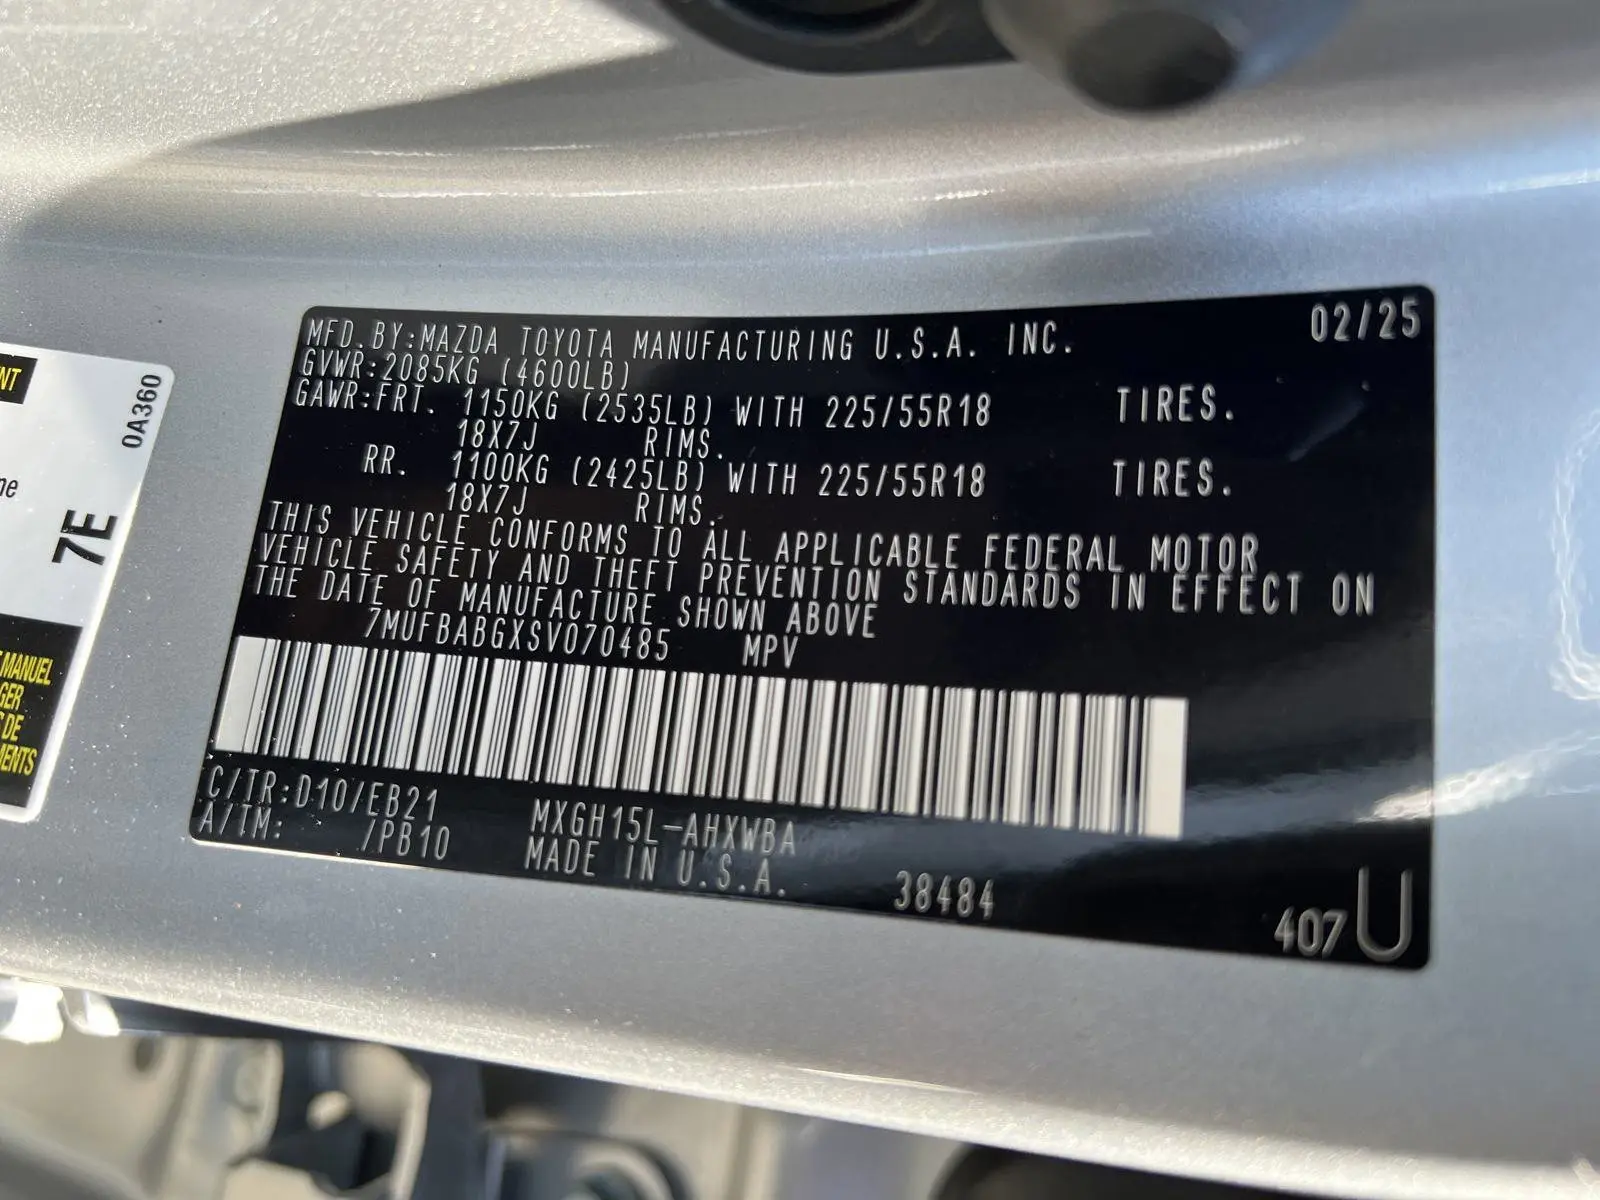 MFD.BY:MAZDA TOYOTA MANUFACTURING U.S.A. INC. 02/25
GVWR:2085KG (4600LB)
GAWR:FRT. 1150KG (2535LB) WITH 225/55R18 TIRES.
18X7J RIMS.
RR. 1100KG (2425LB) WITH 225/55R18 TIRES.
18X7J RIMS.
THIS VEHICLE CONFORMS TO ALL APPLICABLE FEDERAL MOTOR
VEHICLE SAFETY AND THEFT PREVENTION STANDARDS IN EFFECT ON
THE DATE OF MANUFACTURE SHOWN ABOVE
7MUFBABGXSV070485 MPV
C/TR:D10/EB21 MXGH15L-AHXWBA
A/TM: /PB10 MADE IN U.S.A. 38484
407 U
0A360
7E
MANUEL
DE